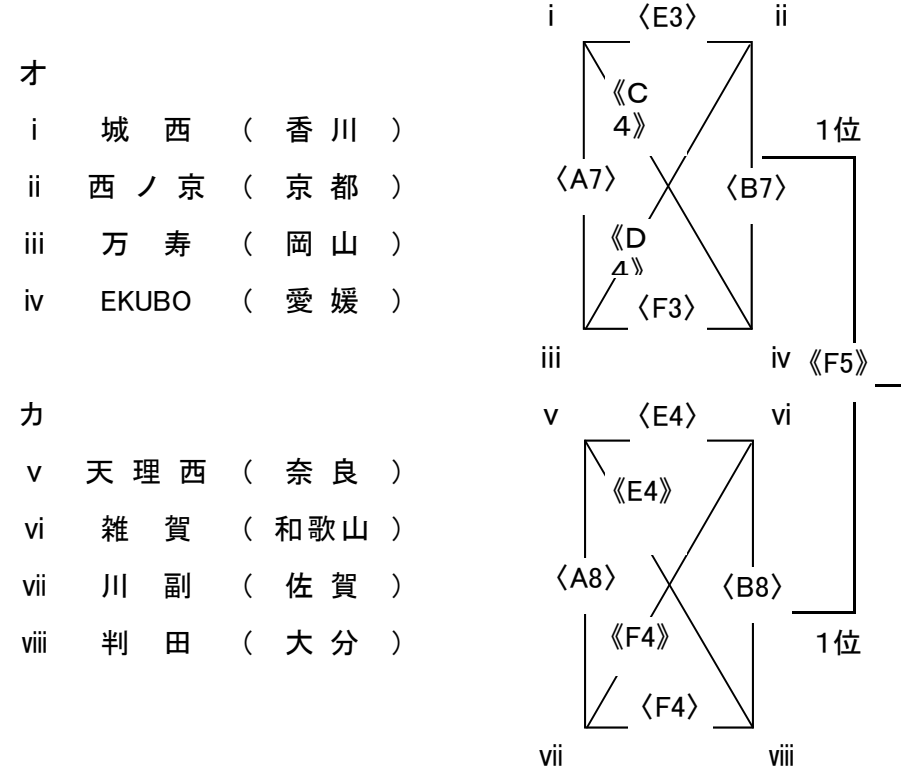 オ
ⅰ 城西 ( 香川 )
ⅱ 西ノ京 ( 京都 )
ⅲ 万寿 ( 岡山 )
ⅳ EKUBO ( 愛媛 )
カ
ⅴ 天理西 ( 奈良 )
ⅵ 雑賀 ( 和歌山 )
ⅶ 川副 ( 佐賀 )
ⅷ 判田 ( 大分 )
ⅰ 〈E3〉 ⅱ
《C
4》
1位
〈A7〉 〈B7〉
《D
4》
〈F3〉
ⅲ ⅳ 《F5》
ⅴ 〈E4〉 ⅵ
《E4》
〈A8〉 〈B8〉
《F4》 1位
〈F4〉
ⅶ ⅷ